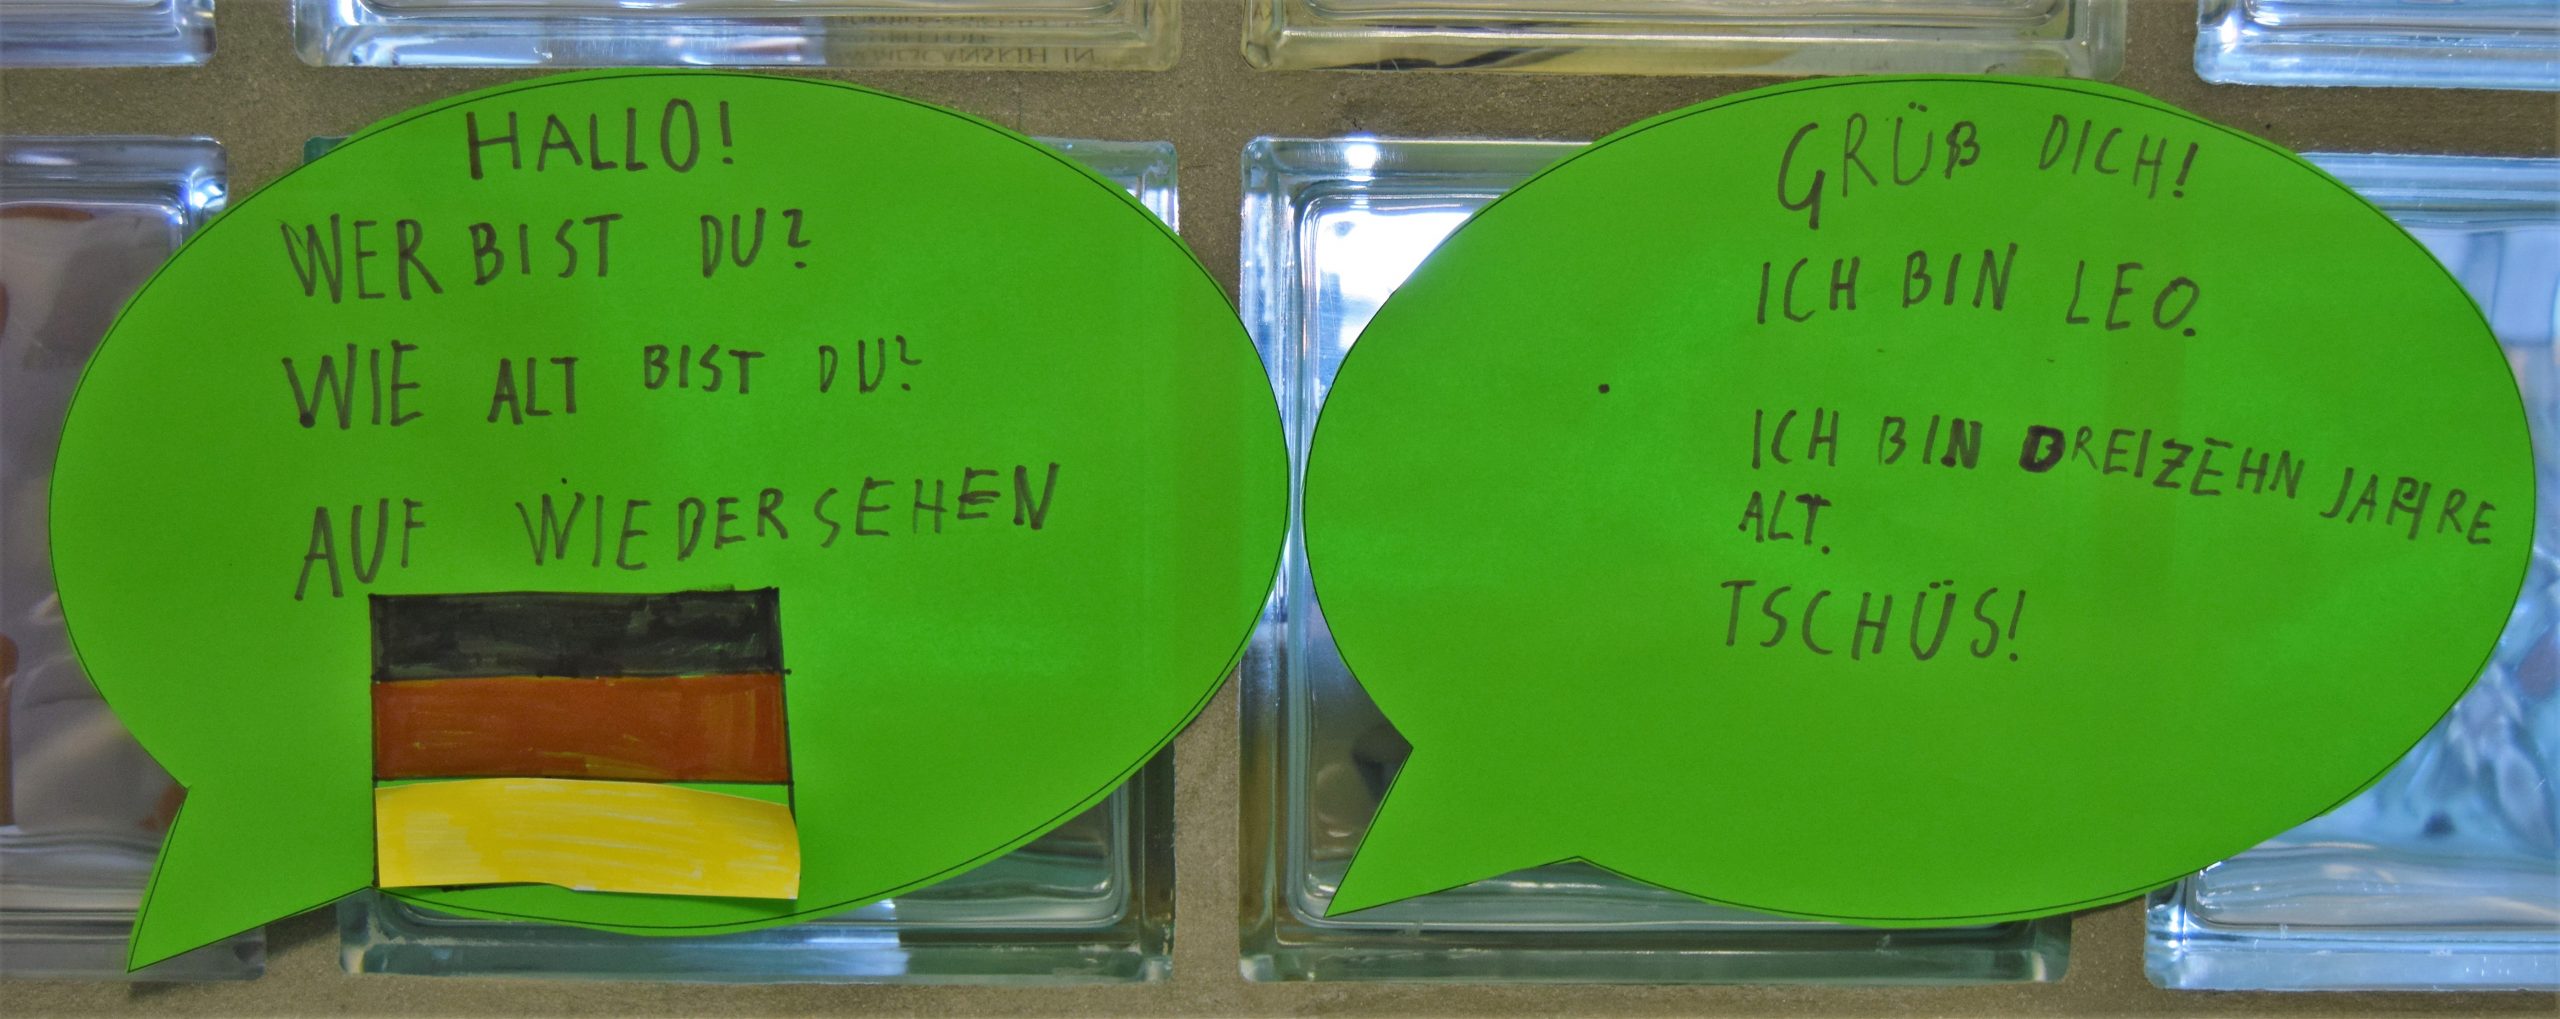 HALLO!
WER BIST DU?
WIE ALT BIST DU?
AUF WIEDERSEHEN
GRÜß DICH!
ICH BIN LEO.
ICH BIN DREIZEHN JAHRE
ALT.
TSCHÜS!